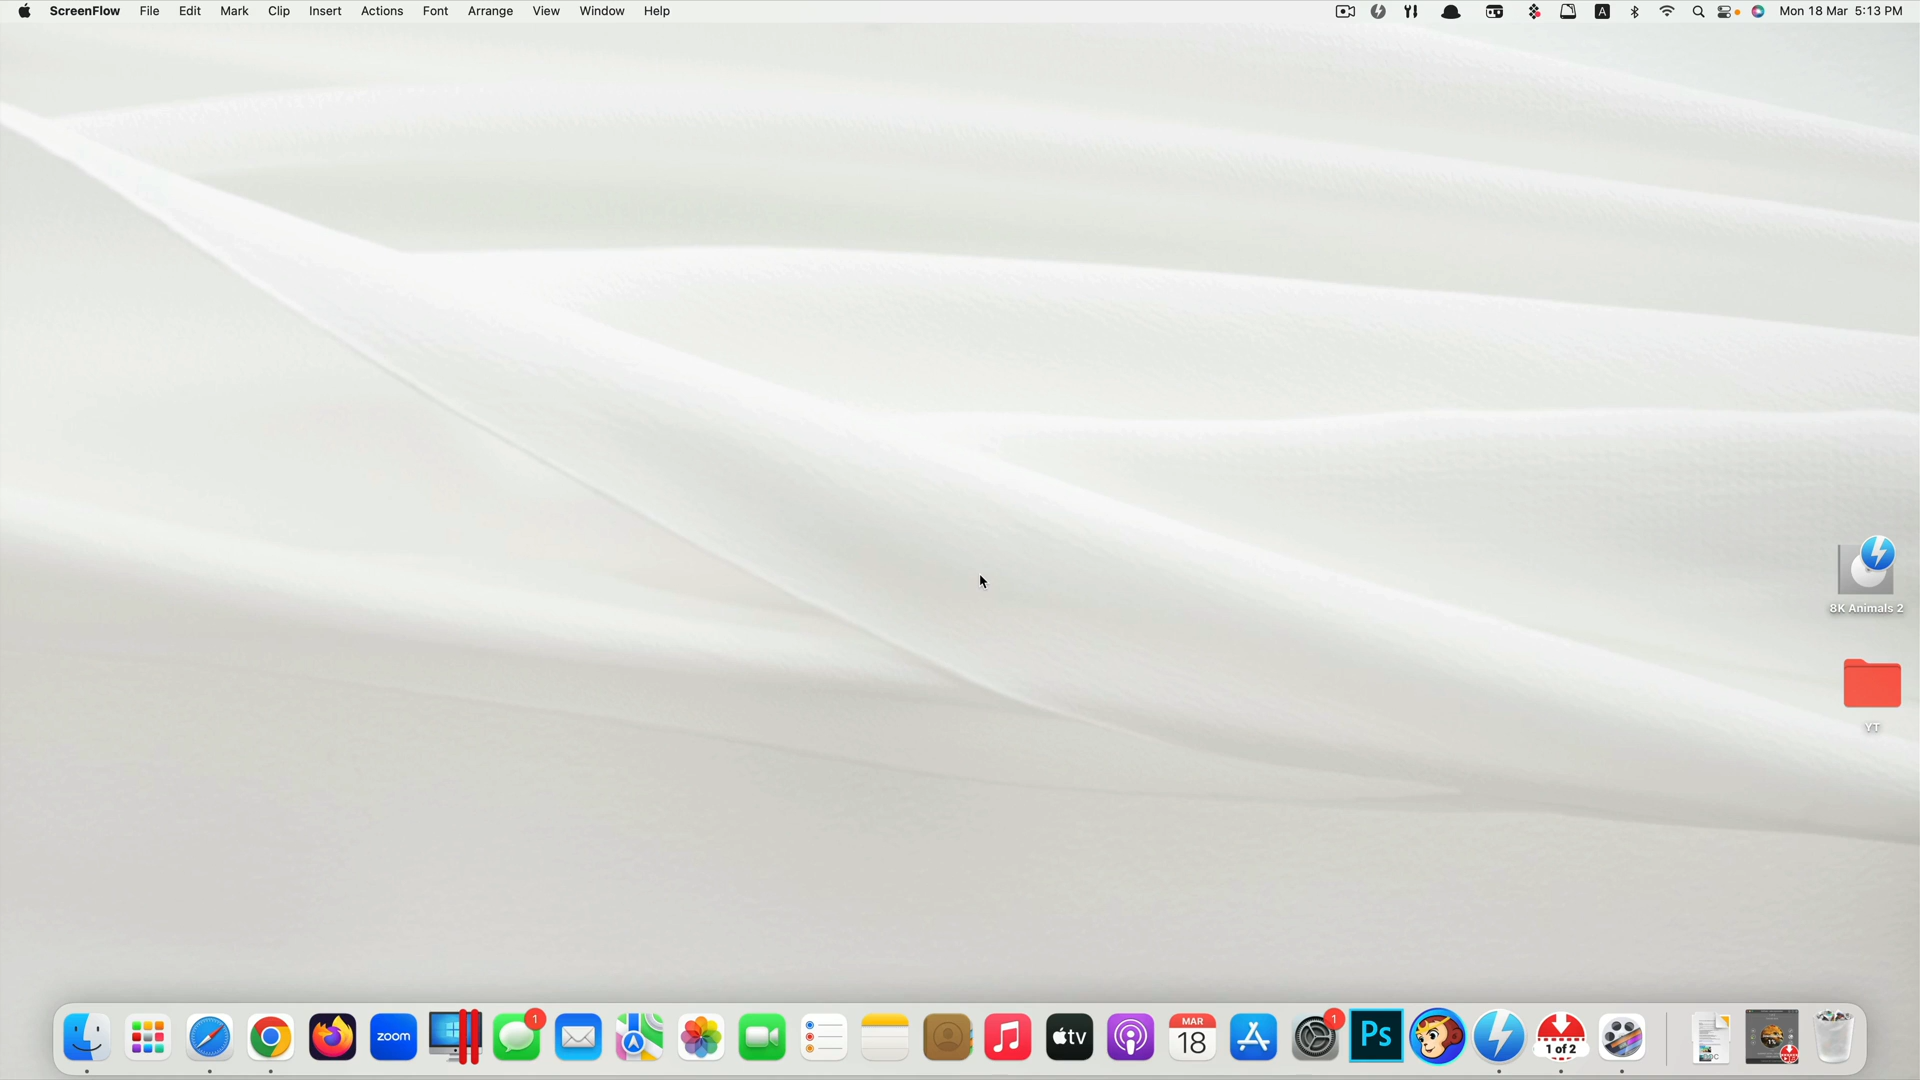 ScreenFlow File Edit Mark Clip Insert Actions Font Arrange View Window Help A Mon 18 Mar 5:13 PM
8K Animals 2
YT
zoom
1
tv
MAR
18
1
Ps
1 of 2
1%